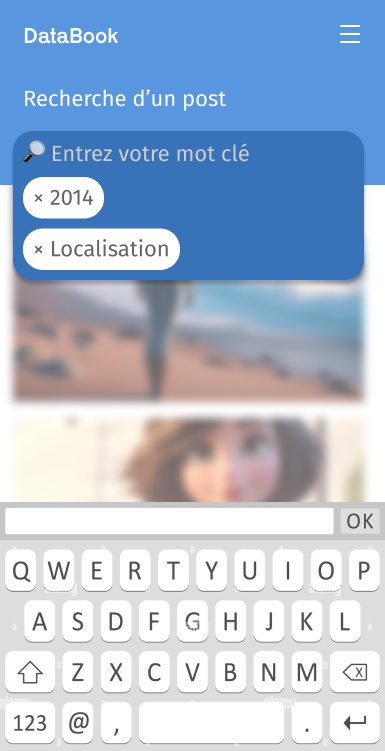 DataBook
Recherche d’un post
Entrez votre mot clé
× 2014
× Localisation
OK
Q W E R T Y U I O P
A S D F G H J K L
Z X C V B N M
123 @ , .